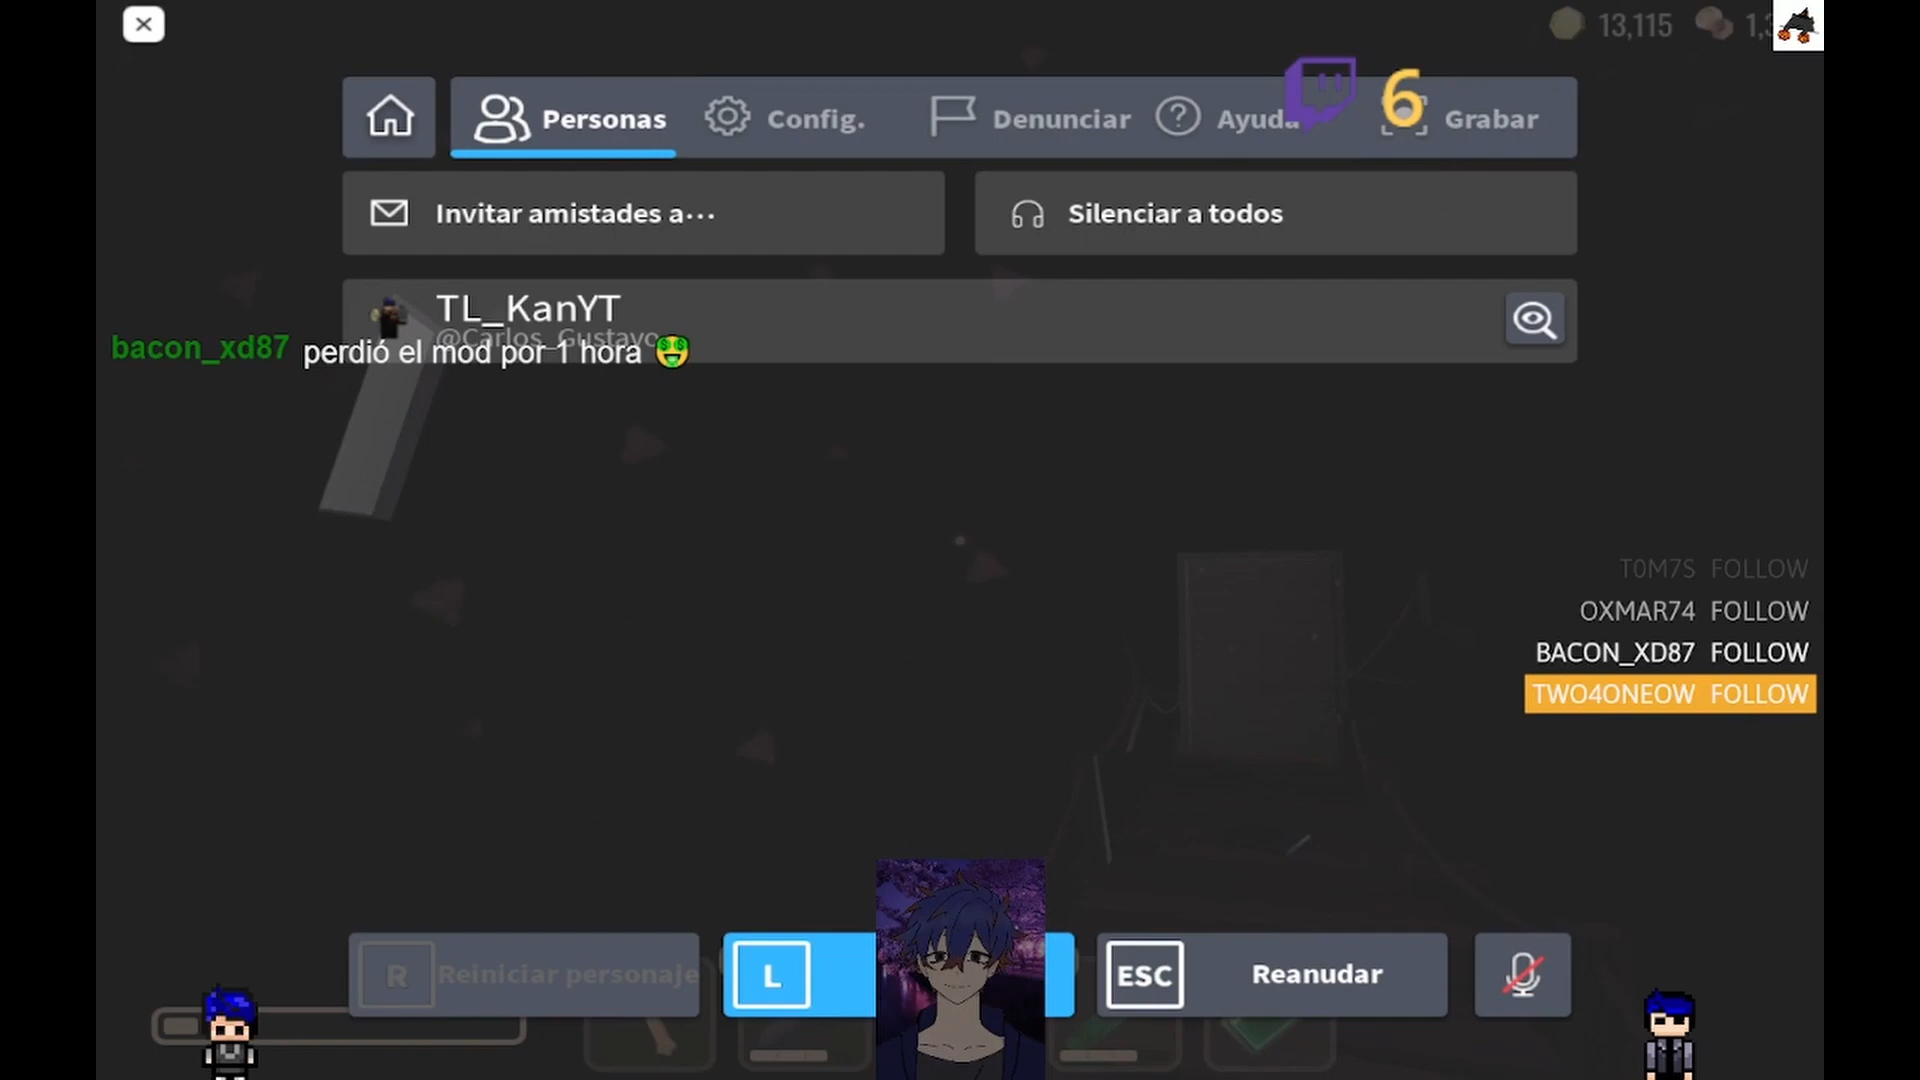 13,115
Personas
Config.
Denunciar
Ayuda
6
Grabar
Invitar amistades a···
Silenciar a todos
TL_KanYT
@Carlos_Gustavo
bacon_xd87 perdió el mod por 1 hora 🤑
T0M7S FOLLOW
OXMAR74 FOLLOW
BACON_XD87 FOLLOW
TWO4ONEOW FOLLOW
R Reiniciar personaje
L
ESC Reanudar